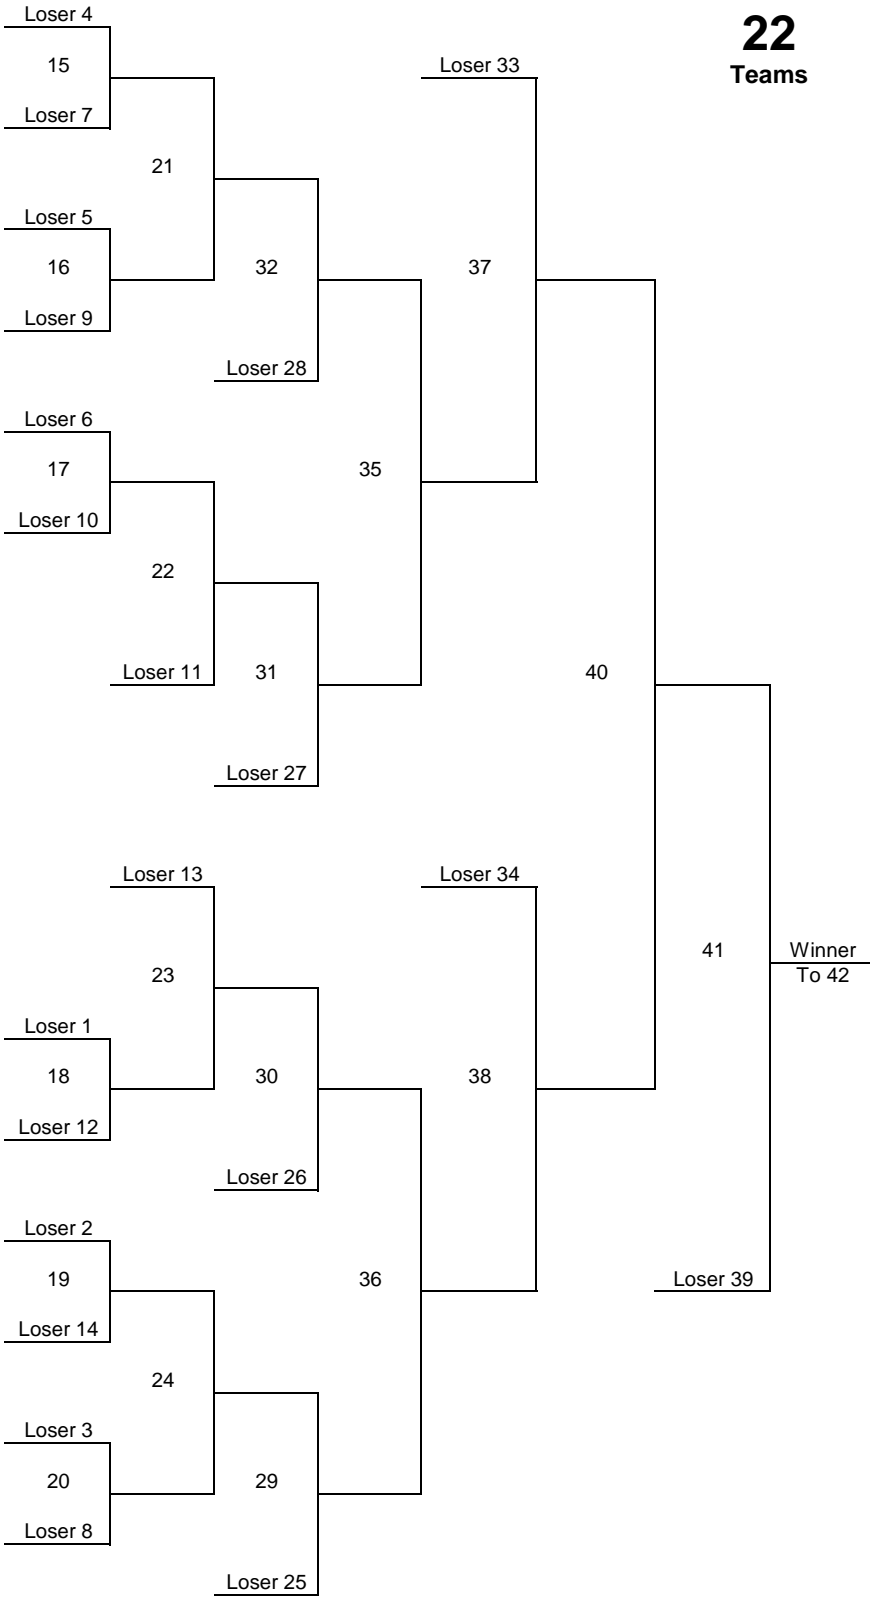 Loser 4
22
15
Loser 33
Teams
Loser 7
21
Loser 5
16
32
37
Loser 9
Loser 28
Loser 6
17
35
Loser 10
22
Loser 11
31
40
Loser 27
Loser 13
Loser 34
41
Winner
23
To 42
Loser 1
18
30
38
Loser 12
Loser 26
Loser 2
19
36
Loser 39
Loser 14
24
Loser 3
20
29
Loser 8
Loser 25